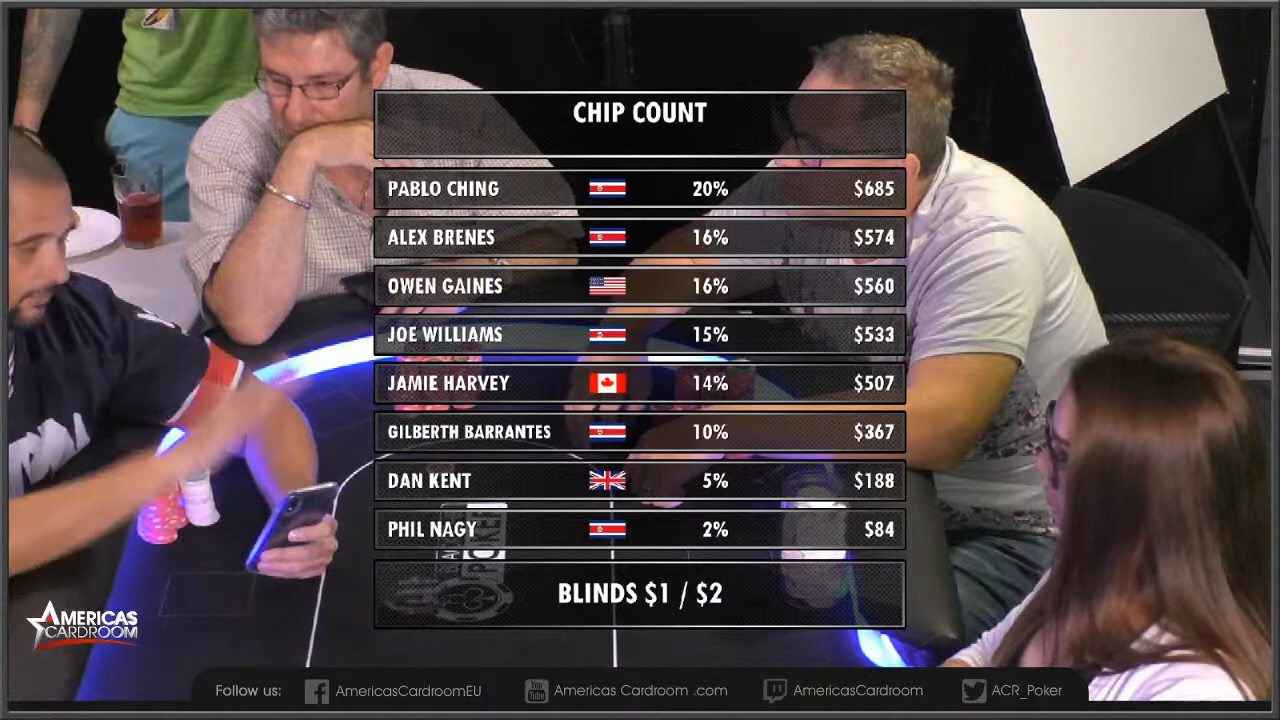 CHIP COUNT
PABLO CHING 20% $685
ALEX BRENES 16% $574
OWEN GAINES 16% $560
JOE WILLIAMS 15% $533
JAMIE HARVEY 14% $507
GILBERTH BARRANTES 10% $367
DAN KENT 5% $188
PHIL NAGY 2% $84
BLINDS $1 / $2
AMERICAS
CARDROOM
Follow us: AmericasCardroomEU You Tube Americas Cardroom .com AmericasCardroom ACR_Poker